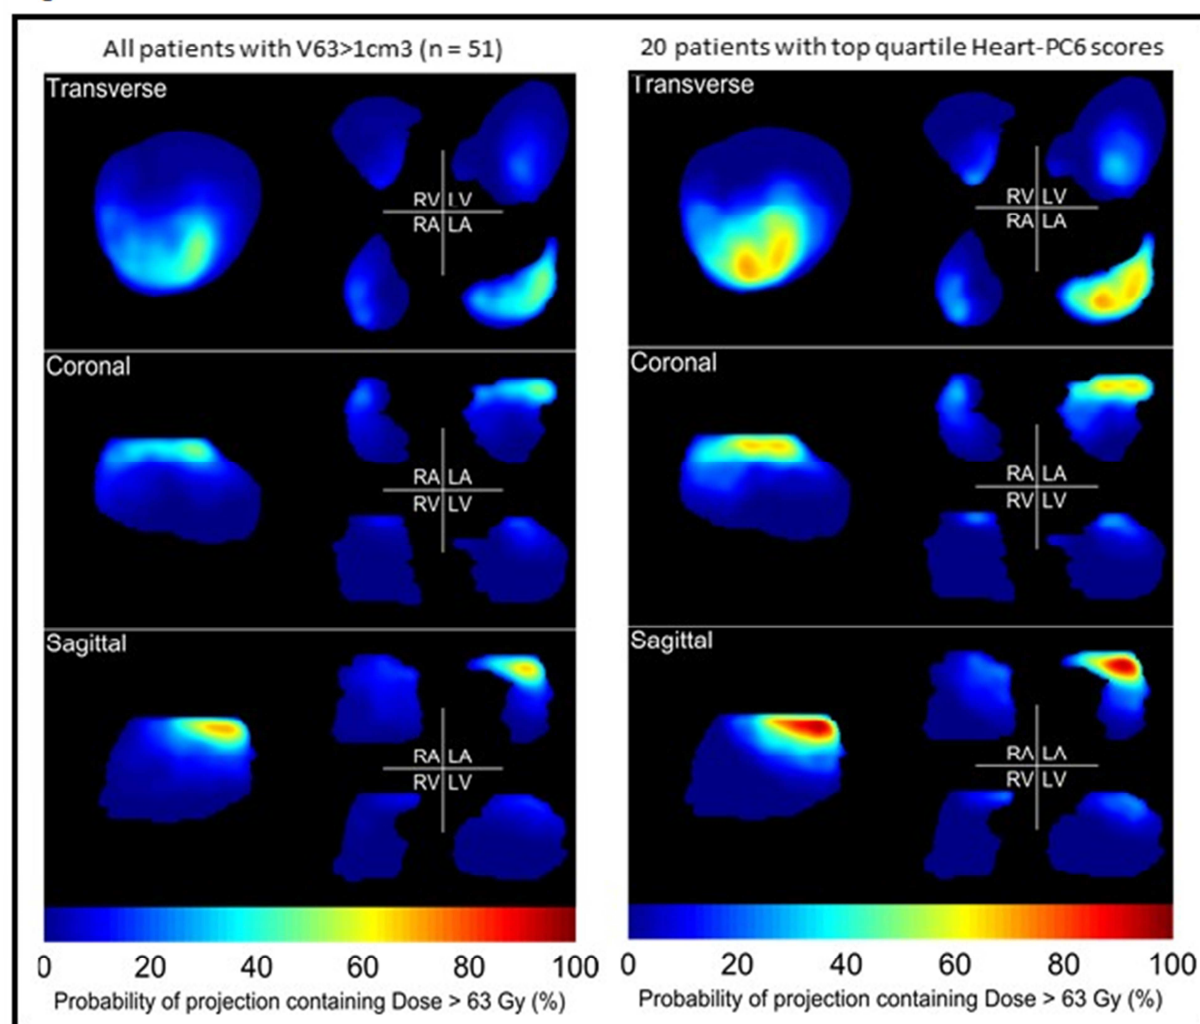 All patients with V63>1cm3 (n = 51)
20 patients with top quartile Heart-PC6 scores
Transverse
RV LV
RA LA
Transverse
RV LV
RA LA
Coronal
RA LA
RV LV
Coronal
RA LA
RV LV
Sagittal
RA LA
RV LV
Sagittal
RA LA
RV LV
0 20 40 60 80 100
Probability of projection containing Dose > 63 Gy (%)
0 20 40 60 80 100
Probability of projection containing Dose > 63 Gy (%)